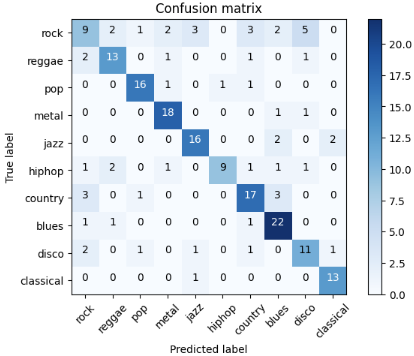 Confusion matrix
rock 9 2 1 2 3 0 3 2 5 0
reggae 2 13 0 1 0 0 1 0 1 0
pop 0 0 16 1 0 1 1 0 0 0
metal 0 0 0 18 0 0 0 1 1 0
jazz 0 0 0 0 16 0 0 2 0 2
hiphop 1 2 0 1 0 9 1 1 1 0
country 3 0 1 0 0 0 17 3 0 0
blues 1 1 0 0 0 0 1 22 0 0
disco 2 0 1 0 1 0 1 0 11 1
classical 0 0 0 0 1 0 0 0 0 13
rock reggae pop metal jazz hiphop country blues disco classical
Predicted label
True label
20.0
17.5
15.0
12.5
10.0
7.5
5.0
2.5
0.0